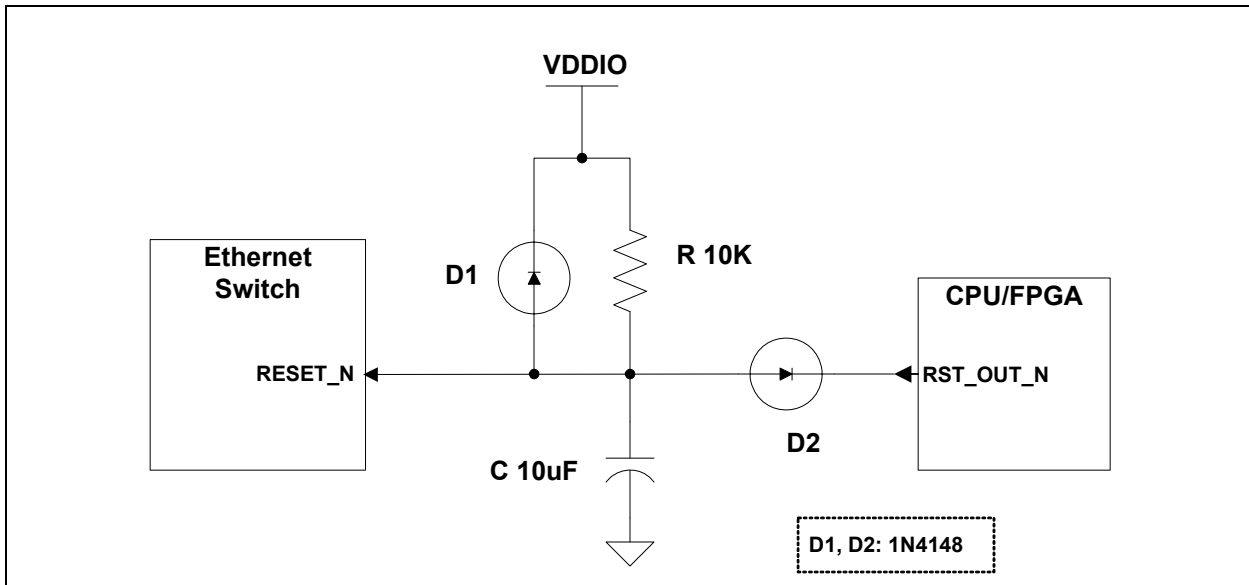 VDDIO
Ethernet
Switch
D1
R 10K
CPU/FPGA
RESET_N
RST_OUT_N
D2
C 10uF
D1, D2: 1N4148